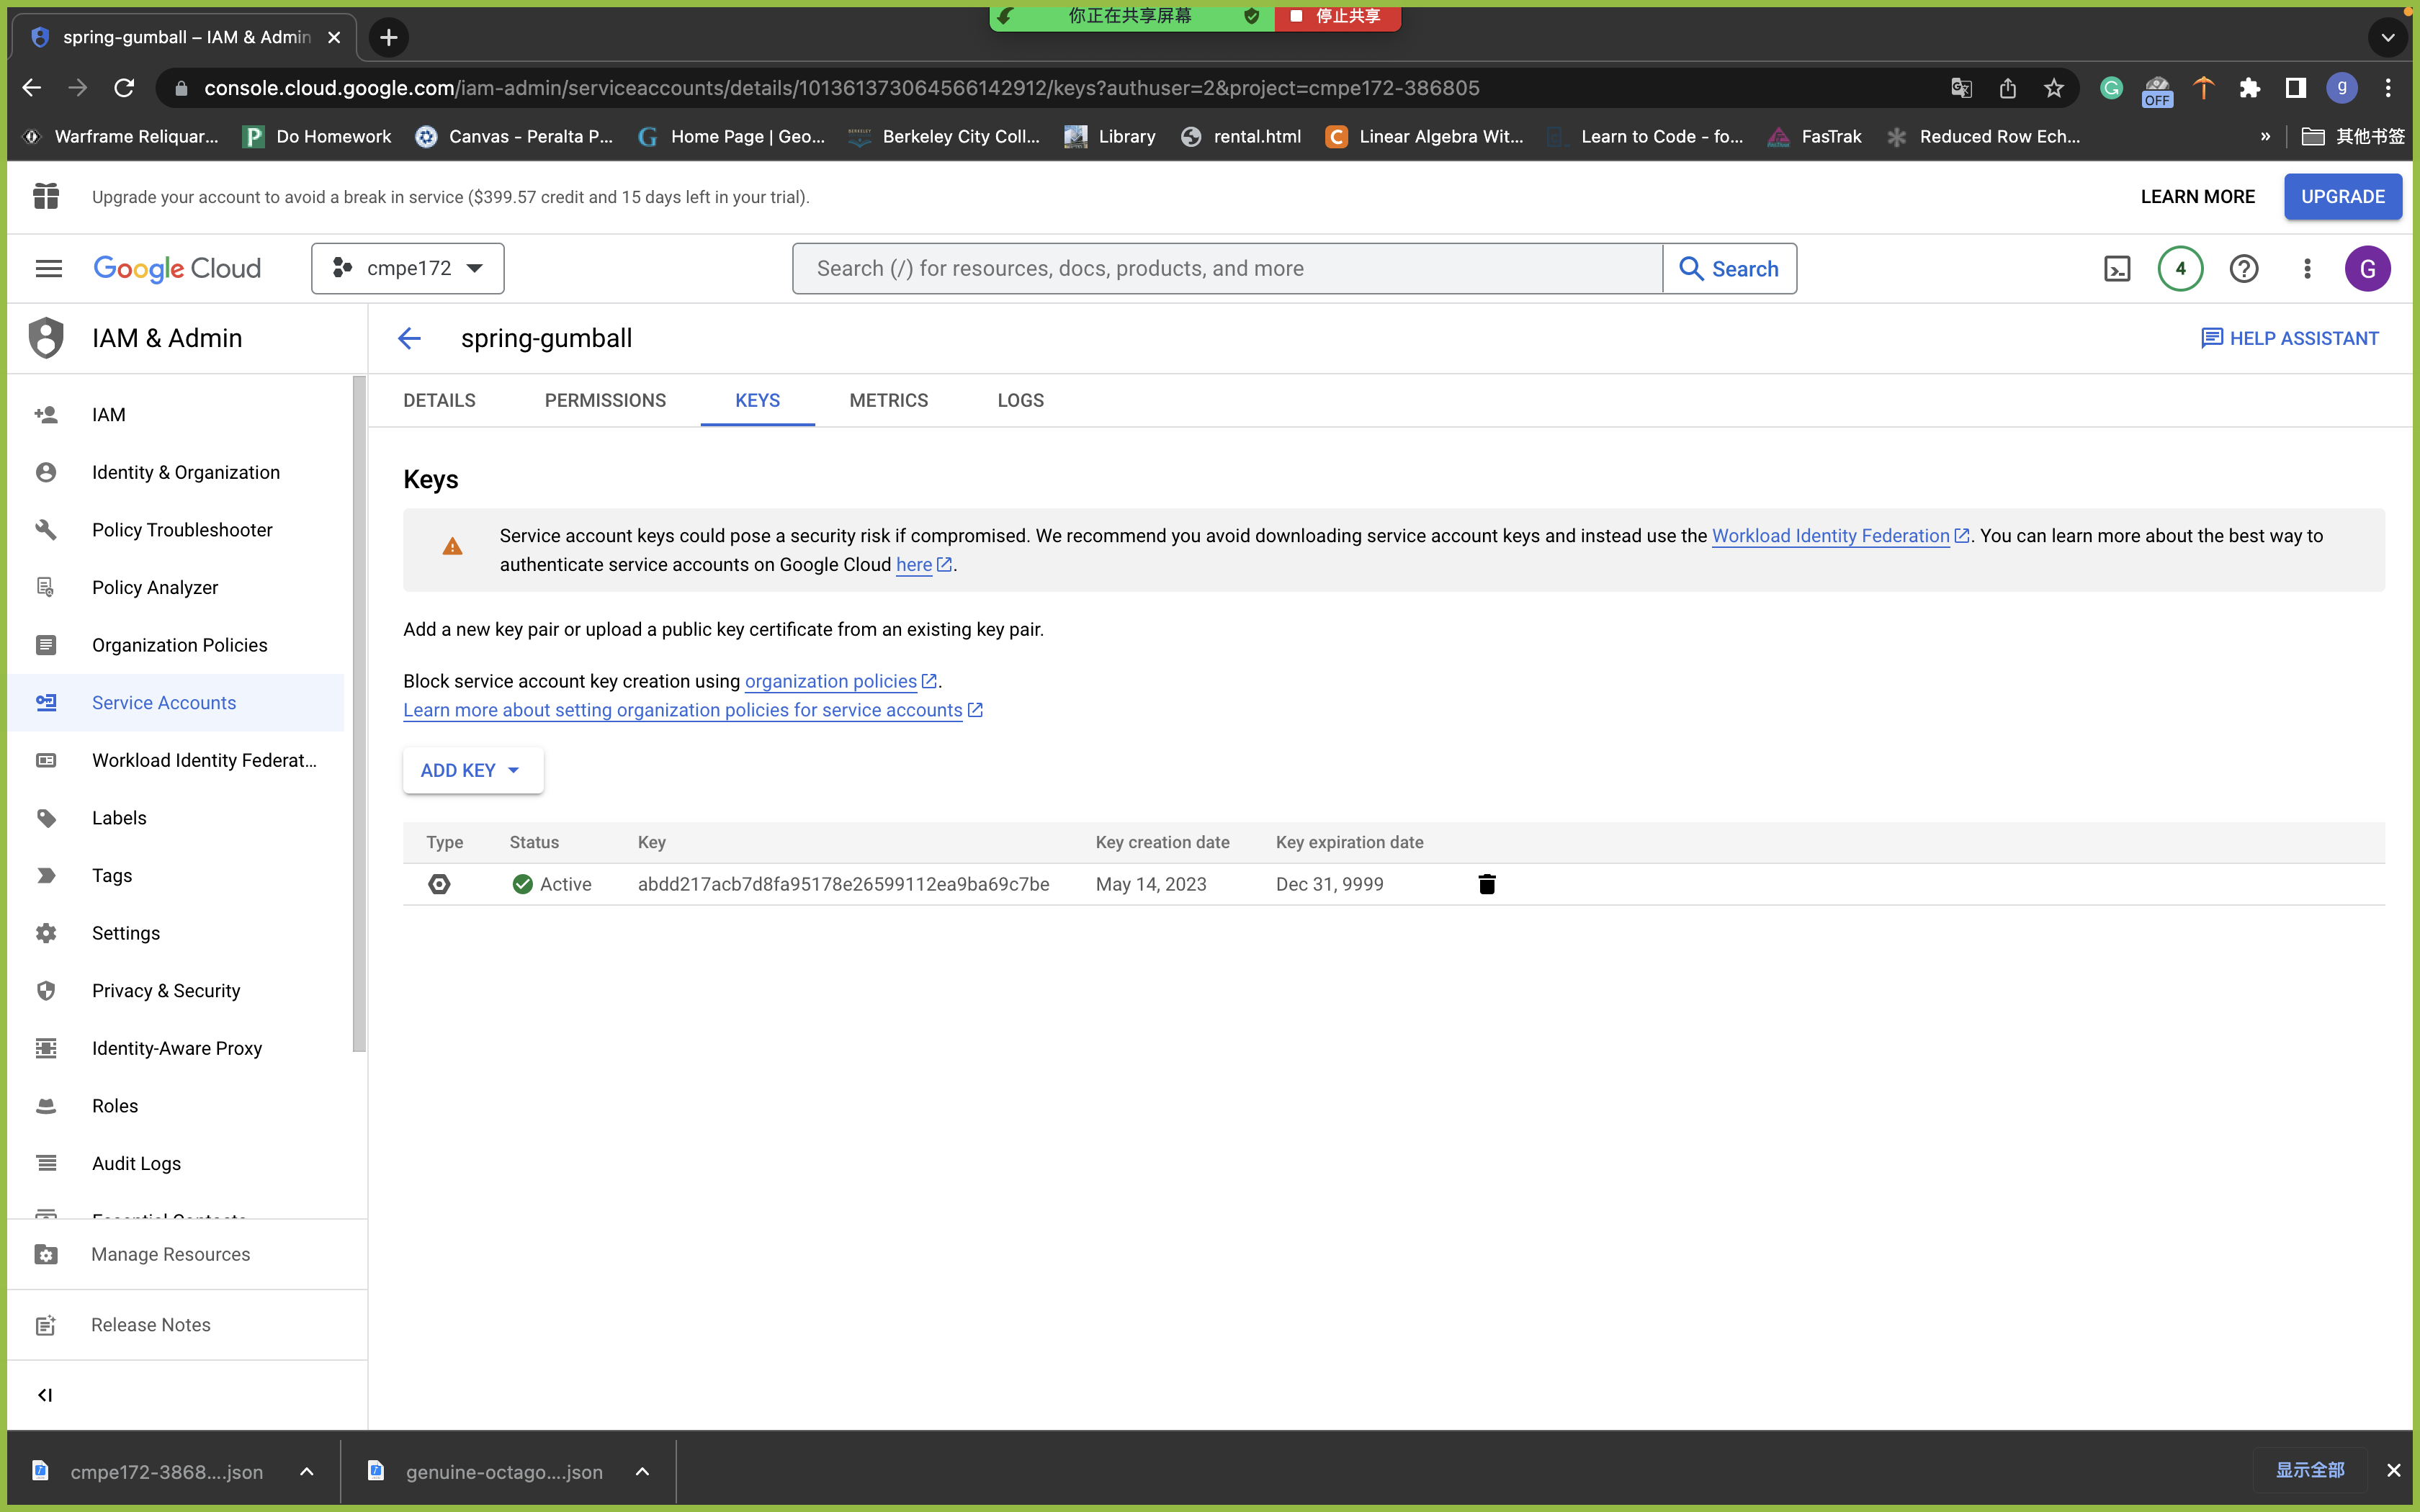 你正在共享屏幕
停止共享
spring-gumball – IAM & Admin
console.cloud.google.com/iam-admin/serviceaccounts/details/101361373064566142912/keys?authuser=2&project=cmpe172-386805
OFF
g
Warframe Reliquar...
Do Homework
Canvas - Peralta P...
Home Page | Geo...
Berkeley City Coll...
Library
rental.html
Linear Algebra Wit...
Learn to Code - fo...
FasTrak
Reduced Row Ech...
»
其他书签
Upgrade your account to avoid a break in service ($399.57 credit and 15 days left in your trial).
LEARN MORE
UPGRADE
Google Cloud
cmpe172
Search (/) for resources, docs, products, and more
Search
4
G
IAM & Admin
spring-gumball
HELP ASSISTANT
DETAILS
PERMISSIONS
KEYS
METRICS
LOGS
IAM
Identity & Organization
Policy Troubleshooter
Policy Analyzer
Organization Policies
Service Accounts
Workload Identity Federat...
Labels
Tags
Settings
Privacy & Security
Identity-Aware Proxy
Roles
Audit Logs
Essential Contacts
Manage Resources
Release Notes
Keys
Service account keys could pose a security risk if compromised. We recommend you avoid downloading service account keys and instead use the Workload Identity Federation. You can learn more about the best way to
authenticate service accounts on Google Cloud here.
Add a new key pair or upload a public key certificate from an existing key pair.
Block service account key creation using organization policies.
Learn more about setting organization policies for service accounts
ADD KEY
Type Status Key Key creation date Key expiration date
Active abdd217acb7d8fa95178e26599112ea9ba69c7be May 14, 2023 Dec 31, 9999
cmpe172-3868....json
genuine-octago....json
显示全部